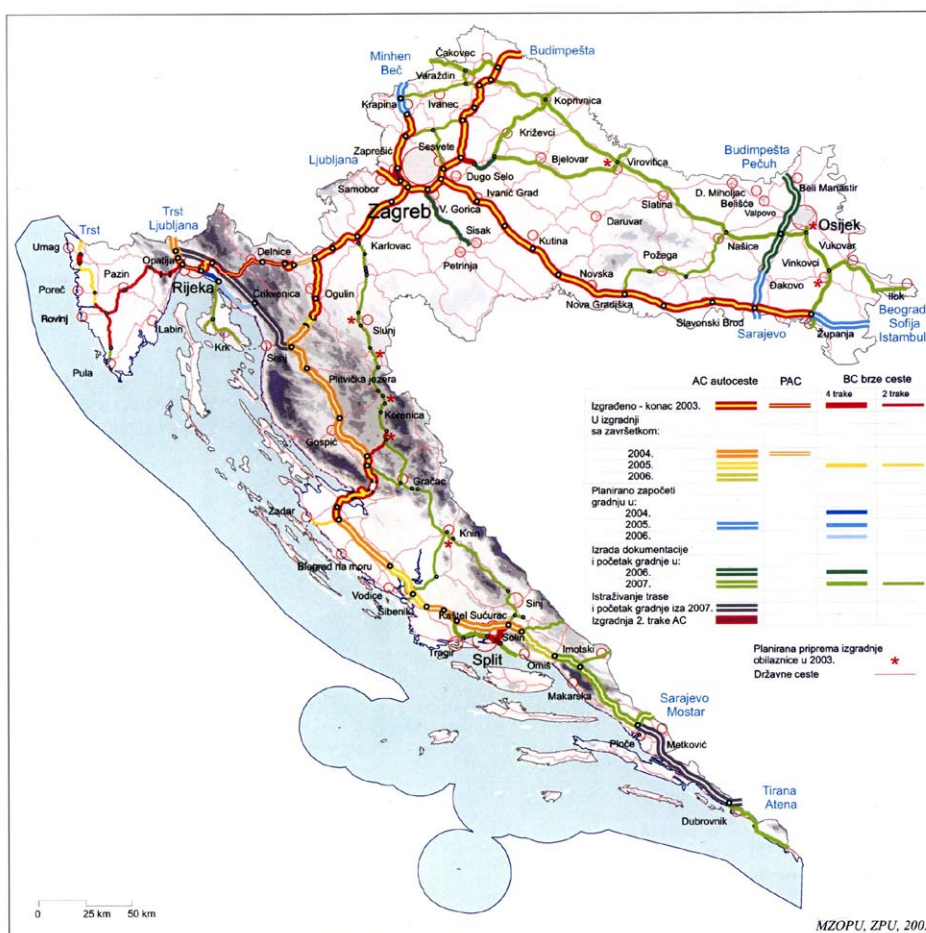 Minhen
Beč
Čakovec
Budimpešta
Varaždin
Krapina
Ivanec
Koprivnica
Križevci
Zaprešić
Sesvete
Ljubljana
Bjelovar
Virovitica
Budimpešta
Pečuh
Dugo Selo
Samobor
Ivanić Grad
D. Miholjac
Beli Manastir
Belišće
Valpovo
Slatina
Zagreb
V. Gorica
Daruvar
Osijek
Trst
Ljubljana
Trst
Sisak
Umag
Delnice
Karlovac
Kutina
Našice
Vukovar
Petrinja
Požega
Vinkovci
Opatija
Pazin
Novska
Đakovo
Poreč
Rijeka
Crikvenica
Ogulin
Nova Gradiška
Ilok
Rovinj
Labin
Slunj
Slavonski Brod
Sarajevo
Beograd
Sofija
Istambul
Županja
Krk
Senj
Pula
Plitvička jezera
Korenica
Gospić
Gračac
Zadar
Knin
Biograd na moru
Vodice
Šibenik
Sinj
Kaštel Sućurac
Solin
Trogir
Split
Omiš
Imotski
Makarska
Sarajevo
Mostar
Ploče
Metković
Tirana
Atena
Dubrovnik
AC autoceste
PAC
BC brze ceste
4 trake
2 trake
Izgrađeno - konac 2003.
U izgradnji
sa završetkom:
2004.
2005.
2006.
Planirano započeti
gradnju u:
2004.
2005.
2006.
Izrada dokumentacije
i početak gradnje u:
2006.
2007.
Istraživanje trase
i početak gradnje iza 2007.
Izgradnja 2. trake AC
Planirana priprema izgradnje
obilaznice u 2003. *
Državne ceste
0 25 km 50 km
MZOPU, ZPU, 200